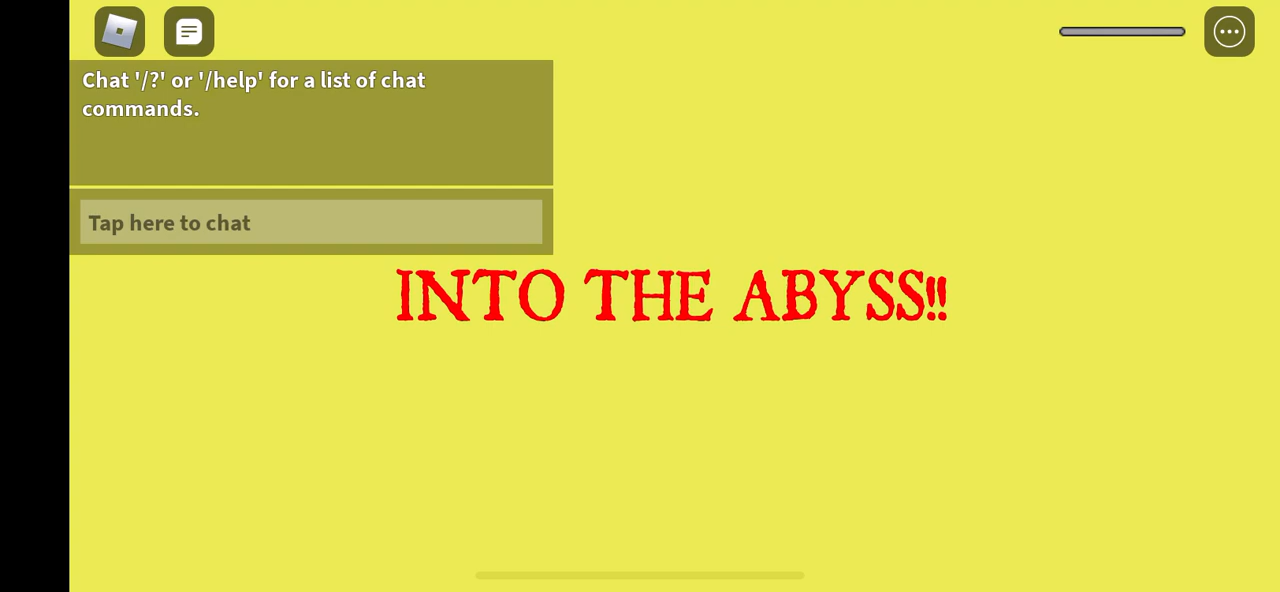 Chat '/?' or '/help' for a list of chat
commands.
Tap here to chat
INTO THE ABYSS!!